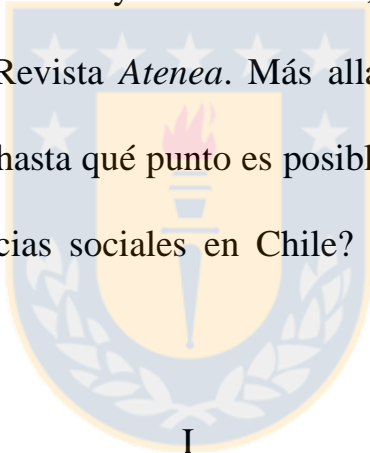 Revista Atenea. Más allá
hasta qué punto es posibl
cias sociales en Chile?
I